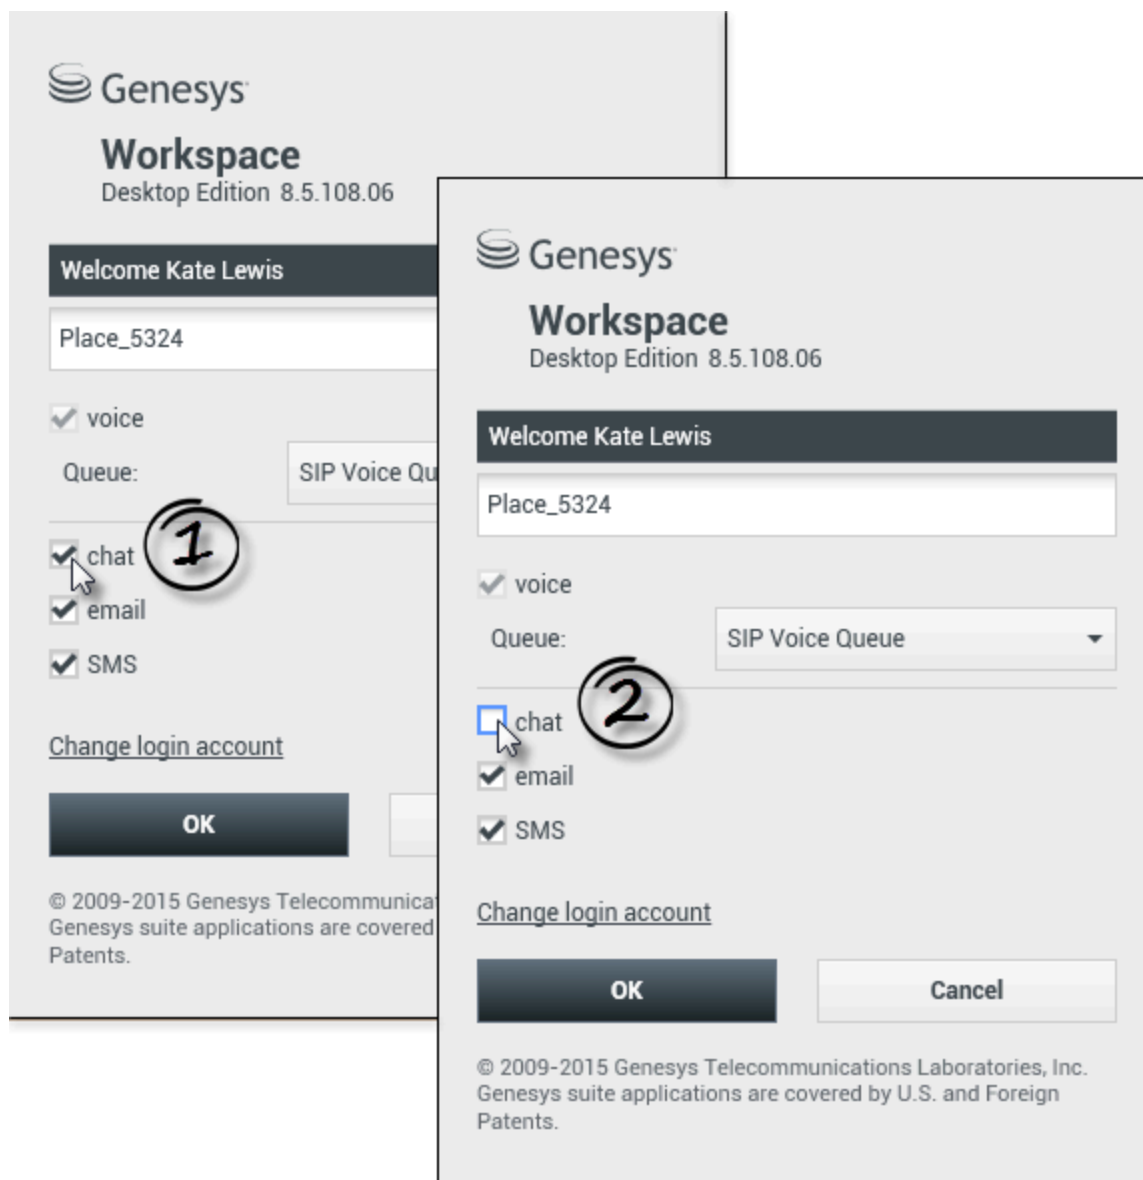 Genesys
Workspace
Desktop Edition 8.5.108.06
Welcome Kate Lewis
Place_5324
voice
Queue:
SIP Voice Qu
1
chat
email
SMS
Change login account
OK
© 2009-2015 Genesys Telecommunicat
Genesys suite applications are covered
Patents.
Genesys
Workspace
Desktop Edition 8.5.108.06
Welcome Kate Lewis
Place_5324
voice
Queue:
SIP Voice Queue
2
chat
email
SMS
Change login account
OK
Cancel
© 2009-2015 Genesys Telecommunications Laboratories, Inc.
Genesys suite applications are covered by U.S. and Foreign
Patents.